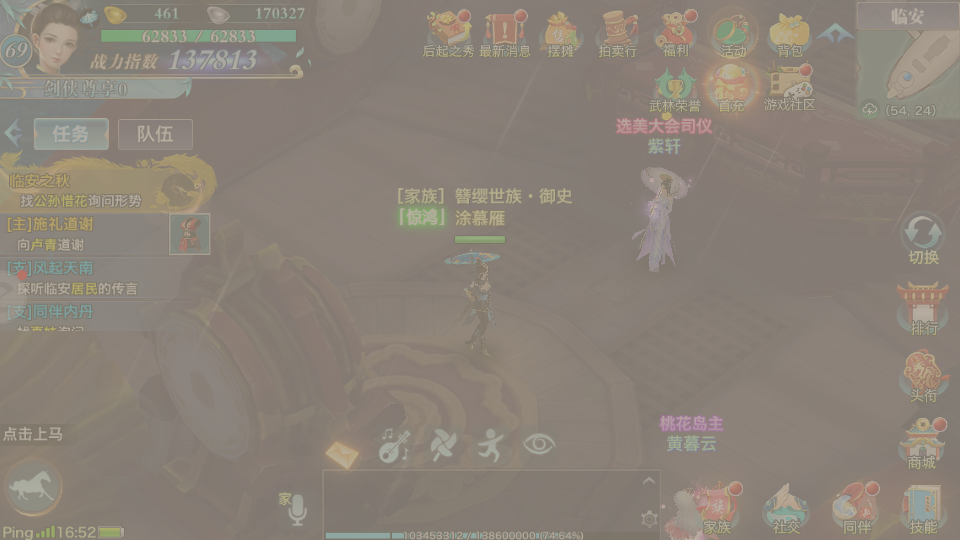 461 170327
69
62833 / 62833
战力指数 137813
剑侠尊享0
后起之秀 最新消息 摆摊 拍卖行 福利 活动 背包
武林荣誉 首充 游戏社区
临安
(54, 24)
任务 队伍
临安之秋
找公孙惜花询问形势
[主]施礼道谢
向卢青道谢
[支]风起天南
探听临安居民的传言
[支]同伴内丹
选美大会司仪
紫轩
[家族] 簪缨世族·御史
「惊鸿」 涂慕雁
切换
排行
头衔
商城
桃花岛主
黄暮云
点击上马
家
家族 社交 同伴 技能
Ping 16:52
103453312 / 138600000 (74.64%)